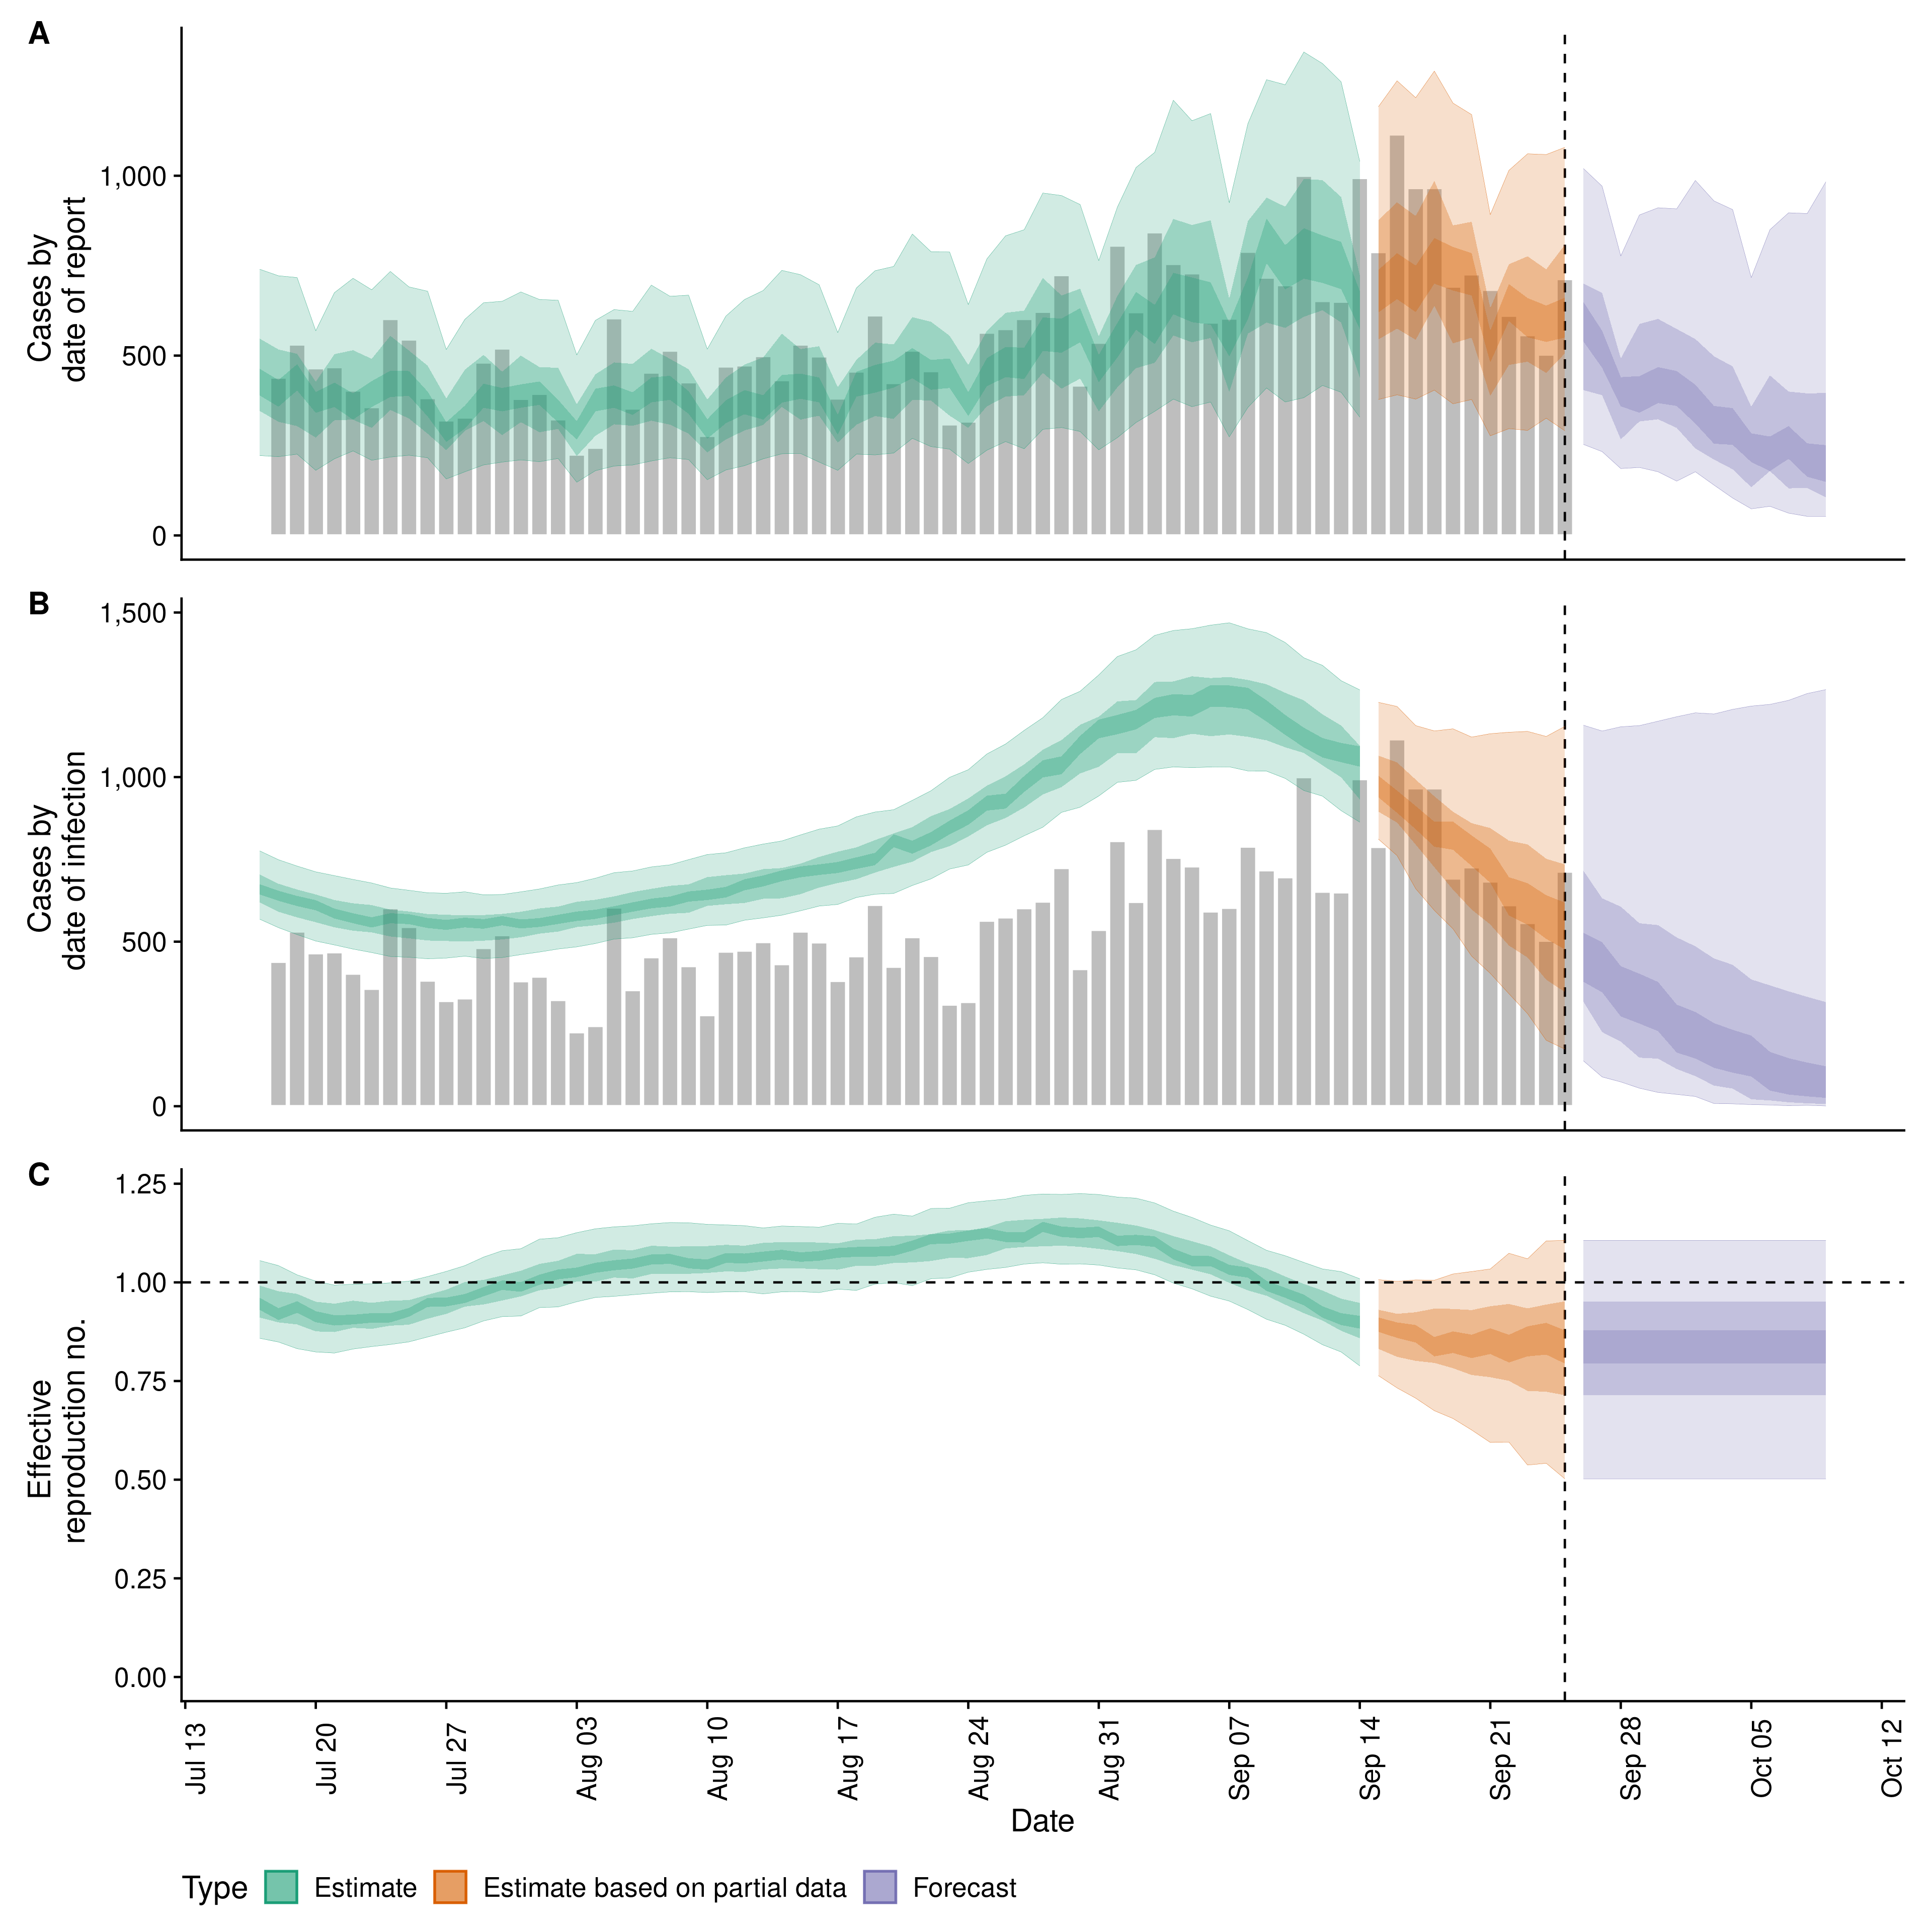 A
Cases by
date of report
1,000
500
0
B
Cases by
date of infection
1,500
1,000
500
0
C
Effective
reproduction no.
1.25
1.00
0.75
0.50
0.25
0.00
Jul 13
Jul 20
Jul 27
Aug 03
Aug 10
Aug 17
Aug 24
Aug 31
Sep 07
Sep 14
Sep 21
Sep 28
Oct 05
Oct 12
Date
Type Estimate Estimate based on partial data Forecast